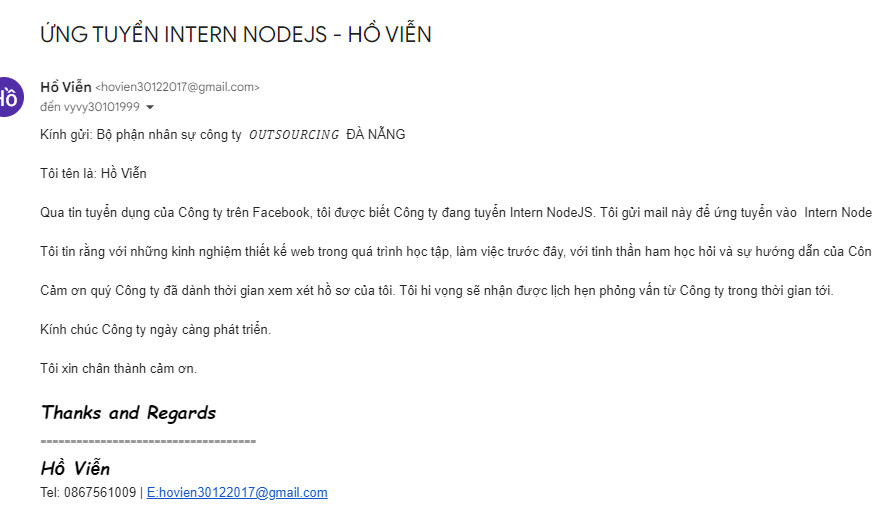 ỨNG TUYỂN INTERN NODEJS - HỒ VIỄN
Hồ
Hồ Viễn <hovien30122017@gmail.com>
đến vyvy30101999
Kính gửi: Bộ phận nhân sự công ty OUTSOURCING ĐÀ NẴNG
Tôi tên là: Hồ Viễn
Qua tin tuyển dụng của Công ty trên Facebook, tôi được biết Công ty đang tuyển Intern NodeJS. Tôi gửi mail này để ứng tuyển vào Intern Node
Tôi tin rằng với những kinh nghiệm thiết kế web trong quá trình học tập, làm việc trước đây, với tinh thần ham học hỏi và sự hướng dẫn của Côn
Cảm ơn quý Công ty đã dành thời gian xem xét hồ sơ của tôi. Tôi hi vọng sẽ nhận được lịch hẹn phỏng vấn từ Công ty trong thời gian tới.
Kính chúc Công ty ngày càng phát triển.
Tôi xin chân thành cảm ơn.
Thanks and Regards
====================================
Hồ Viễn
Tel: 0867561009 | E:hovien30122017@gmail.com